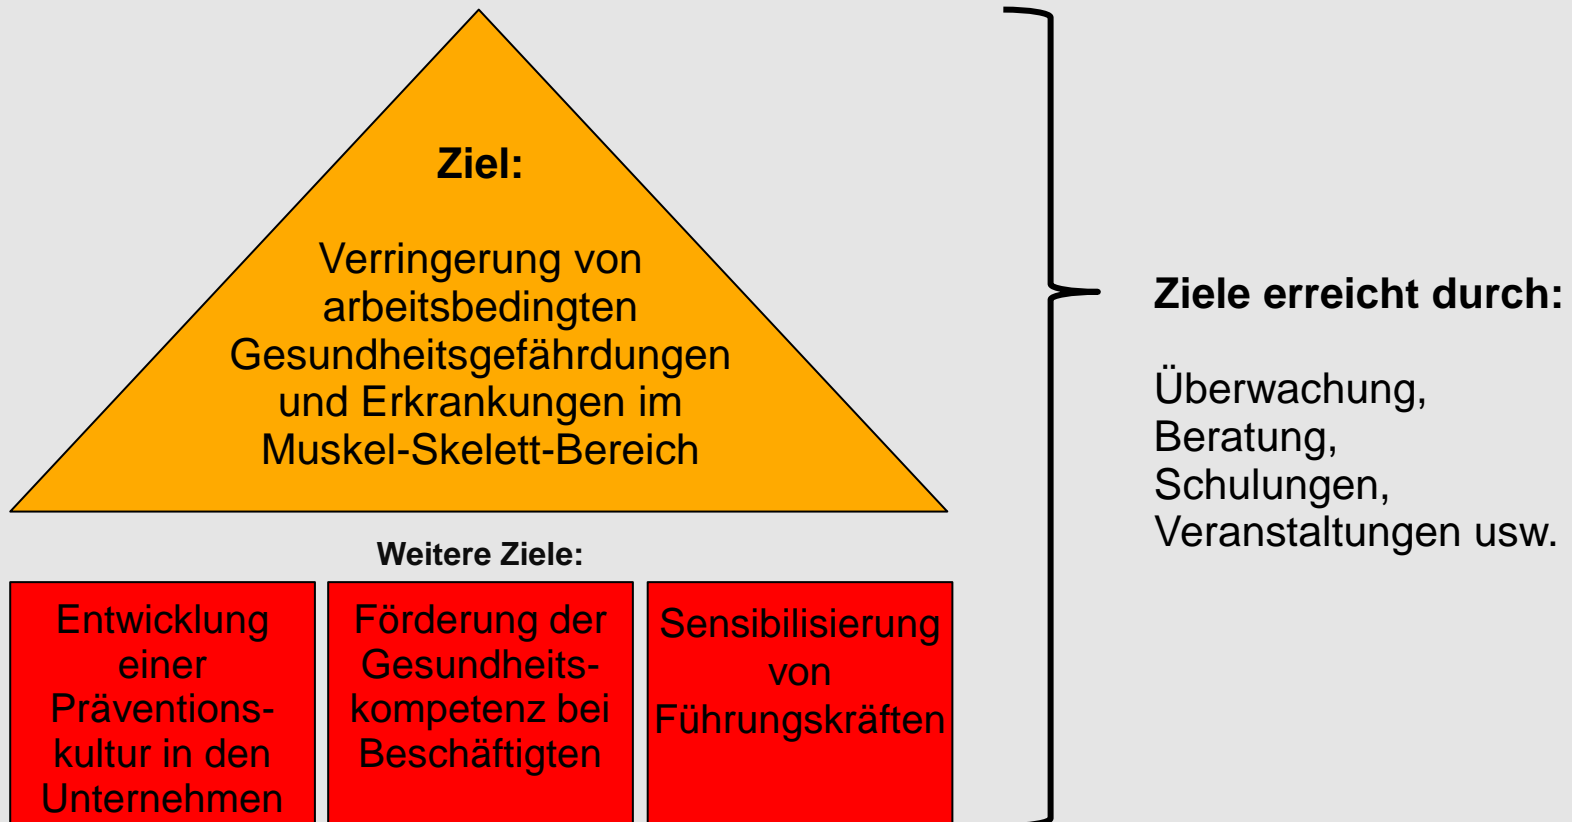 Ziel:
Verringerung von
arbeitsbedingten
Gesundheitsgefährdungen
und Erkrankungen im
Muskel-Skelett-Bereich
Weitere Ziele:
Entwicklung
einer
Präventions-
kultur in den
Unternehmen
Förderung der
Gesundheits-
kompetenz bei
Beschäftigten
Sensibilisierung
von
Führungskräften
Ziele erreicht durch:
Überwachung,
Beratung,
Schulungen,
Veranstaltungen usw.